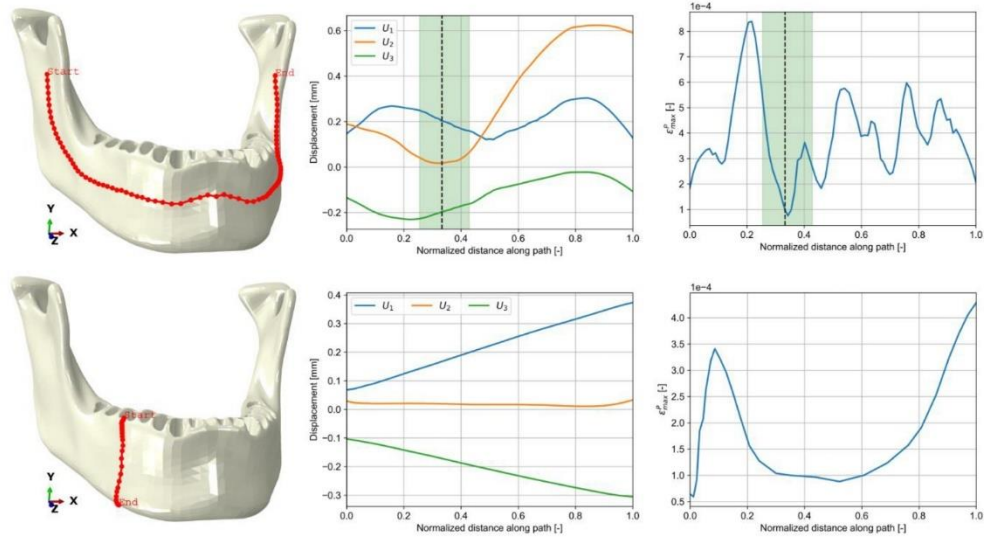 Start
End
Y
Z
X
Displacement [mm]
0.6
0.4
0.2
0.0
−0.2
U₁
U₂
U₃
0.0 0.2 0.4 0.6 0.8 1.0
Normalized distance along path [-]
1e−4
εᵖₘₐₓ [-]
8
7
6
5
4
3
2
1
0.0 0.2 0.4 0.6 0.8 1.0
Normalized distance along path [-]
Start
End
Y
Z
X
Displacement [mm]
0.4
0.3
0.2
0.1
0.0
−0.1
−0.2
−0.3
U₁ U₂ U₃
0.0 0.2 0.4 0.6 0.8 1.0
Normalized distance along path [-]
1e−4
εᵖₘₐₓ [-]
4.0
3.5
3.0
2.5
2.0
1.5
1.0
0.5
0.0 0.2 0.4 0.6 0.8 1.0
Normalized distance along path [-]